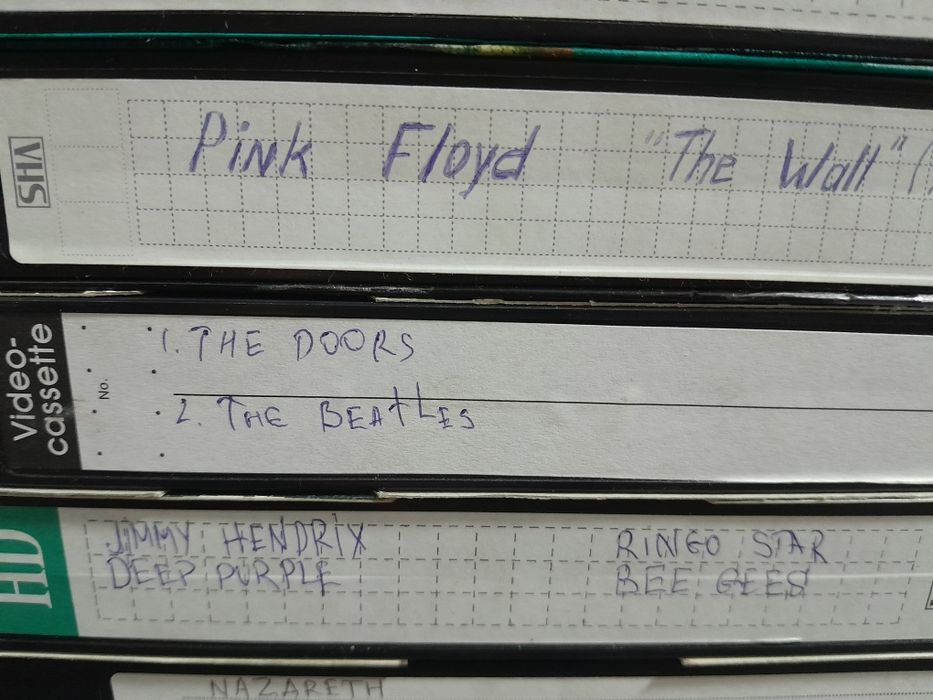 VHS
Pink Floyd "The Wall" (
Video-
cassette
No.
1. THE DOORS
2. THE BEATLES
HD
JIMMY HENDRIX RINGO STAR
DEEP PURPLE BEE GEES
NAZARETH